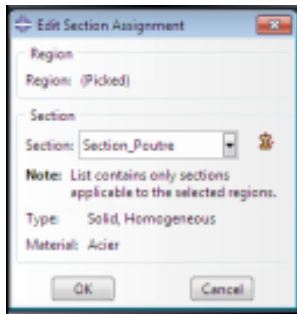 Edit Section Assignment
Region
Region: (Picked)
Section
Section: Section_Poutre
Note: List contains only sections
applicable to the selected regions.
Type: Solid, Homogeneous
Material: Acier
OK Cancel